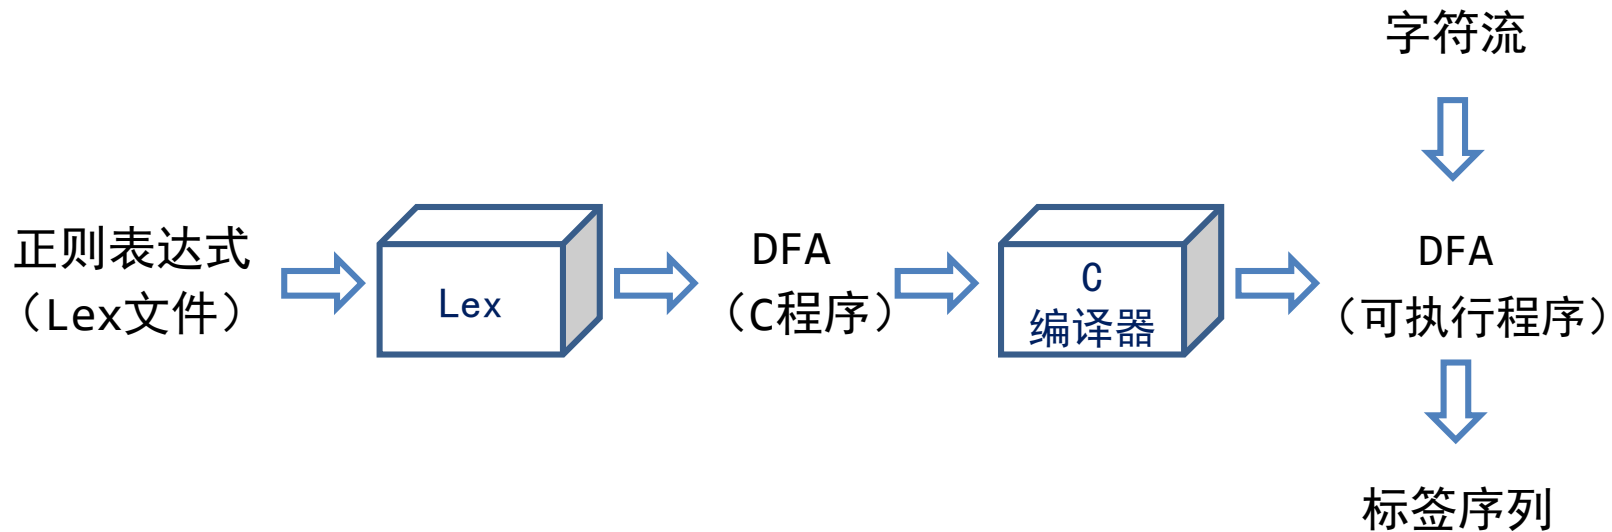 字符流
正则表达式
（Lex文件）
Lex
DFA
（C程序）
C
编译器
DFA
（可执行程序）
标签序列